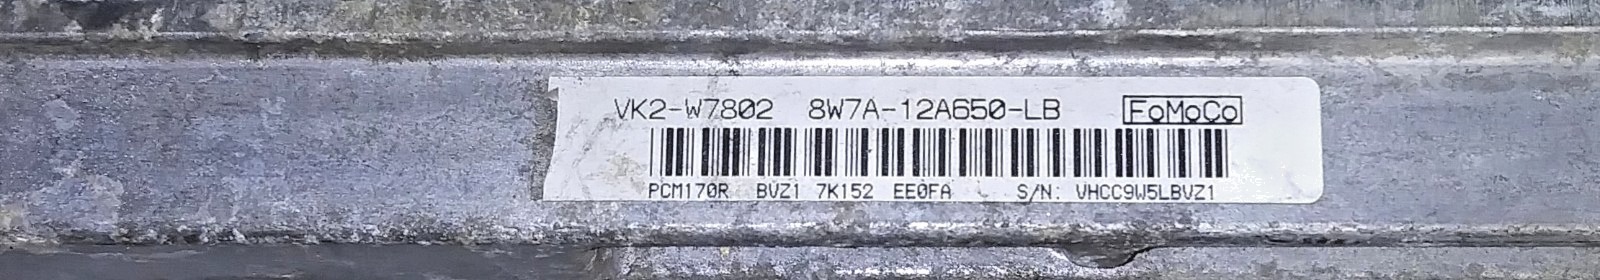 VK2-W7802 8W7A-12A650-LB FoMoCo
PCM170R BVZ1 7K152 EE0FA S/N: VHCC9W5LBVZ1